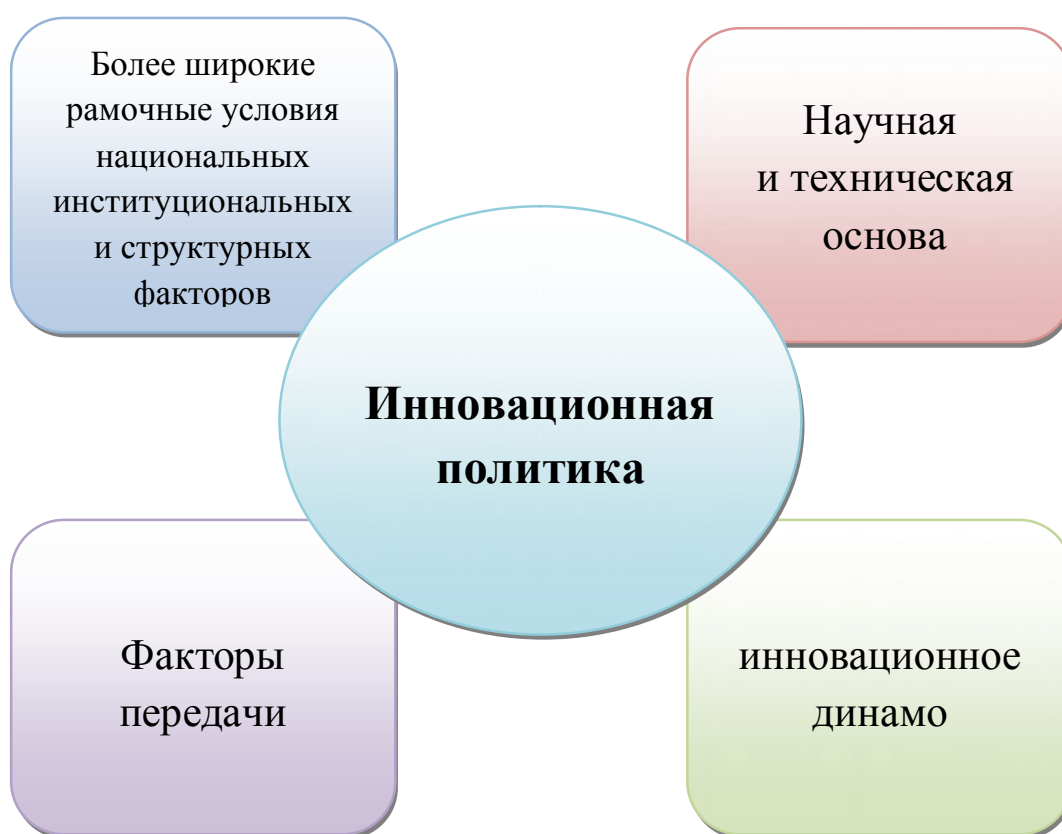 Более широкие
рамочные условия
национальных
институциональных
и структурных
факторов
Научная
и техническая
основа
Инновационная
политика
Факторы
передачи
инновационное
динамо